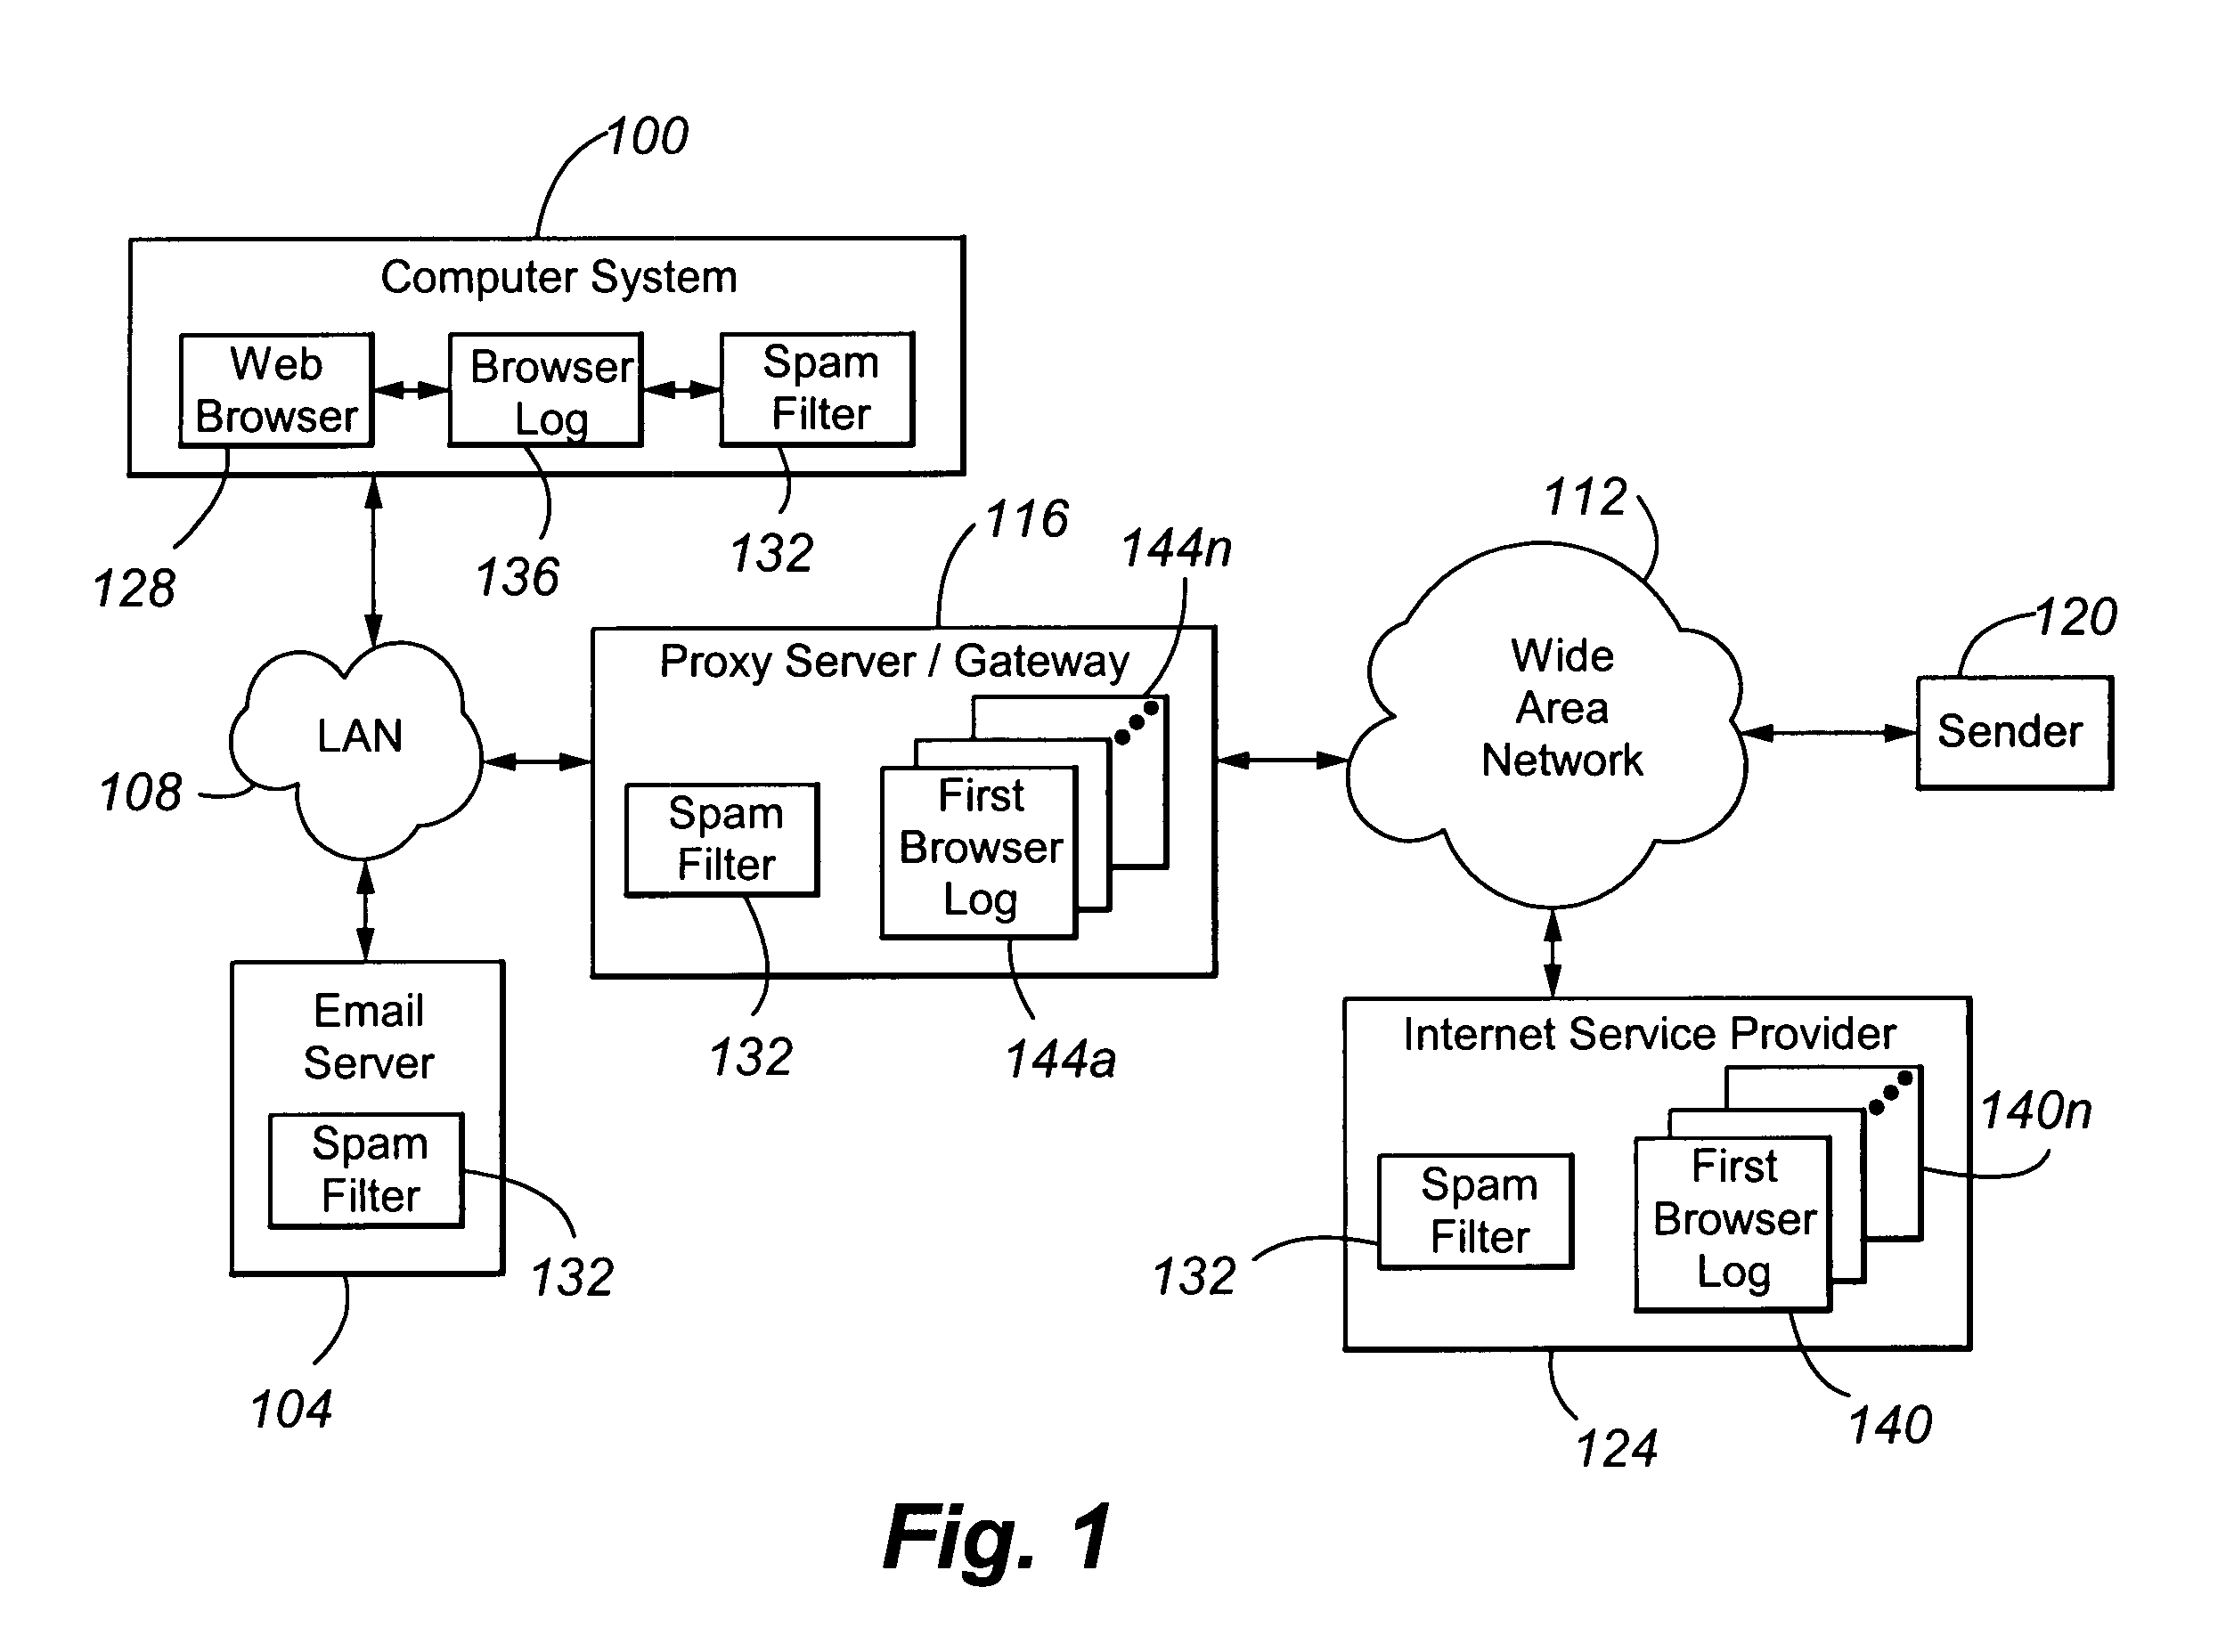 100
Computer System
Web
Browser
Browser
Log
Spam
Filter
128
136
132
116
144n
112
120
Proxy Server / Gateway
Wide
Area
Network
Sender
LAN
108
Spam
Filter
First
Browser
Log
132
144a
Email
Server
Spam
Filter
132
104
Internet Service Provider
140n
Spam
Filter
First
Browser
Log
132
140
124
Fig. 1